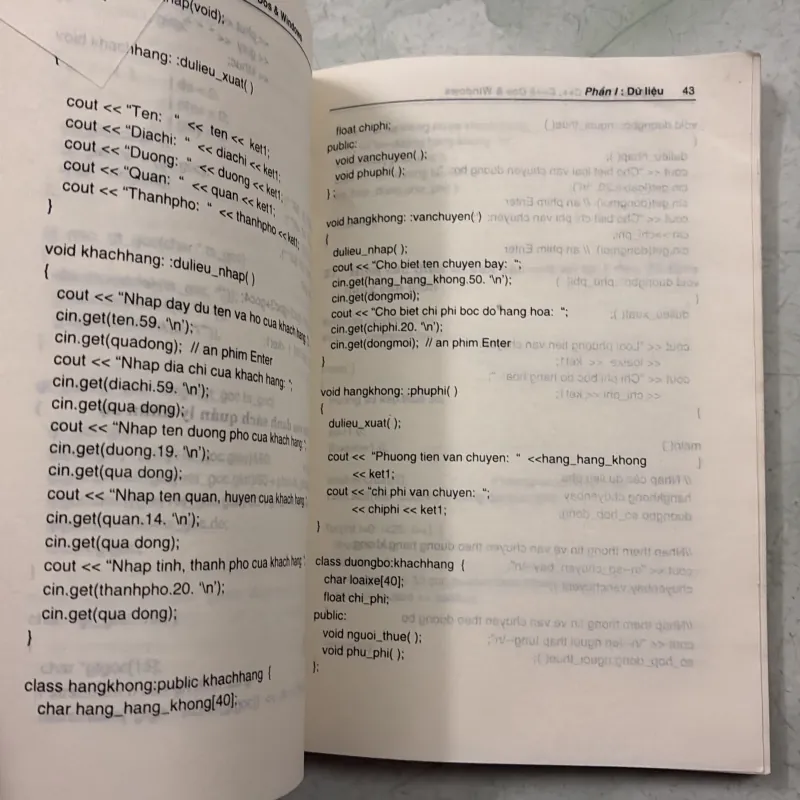 nhap(void);
Dos & Windows
void khachhang: :dulieu_xuat( )
{
cout << "Ten: " << ten << ket1;
cout << "Diachi: " << diachi << ket1;
cout << "Duong: " << duong << ket1;
cout << "Quan: " << quan << ket1;
cout << "Thanhpho: " << thanhpho << ket1;
}
void khachhang: :dulieu_nhap( )
{
cout << "Nhap day du ten va ho cua khach hang
cin.get(ten.59. '\n');
cin.get(quadong); // an phim Enter
cout << "Nhap dia chi cua khach hang: ";
cin.get(diachi.59. '\n');
cin.get(qua dong);
cout << "Nhap ten duong pho cua khach hang
cin.get(duong.19. '\n');
cin.get(qua dong);
cout << "Nhap ten quan, huyen cua khach hang
cin.get(quan.14. '\n');
cin.get(qua dong);
cout << "Nhap tinh, thanh pho cua khach hang
cin.get(thanhpho.20. '\n');
cin.get(qua dong);
}
class hangkhong:public khachhang {
char hang_hang_khong[40];
Phần I : Dữ liệu 43
float chiphi;
public:
void vanchuyen( );
void phuphi( );
} ;
void hangkhong: :vanchuyen( )
{
dulieu_nhap( );
cout << "Cho biet ten chuyen bay: ";
cin.get(hang_hang_khong.50. '\n');
cin.get(dongmoi);
cout << "Cho biet chi phi boc do hang hoa: ";
cin.get(chiphi.20. '\n');
cin.get(dongmoi); // an phim Enter
}
void hangkhong: :phuphi( )
{
dulieu_xuat( );
cout << "Phuong tien van chuyen: " <<hang_hang_khong
<< ket1;
cout << "chi phi van chuyen: ";
<< chiphi << ket1;
}
class duongbo:khachhang {
char loaixe[40];
float chi_phi;
public:
void nguoi_thue( );
void phu_phi( );
};